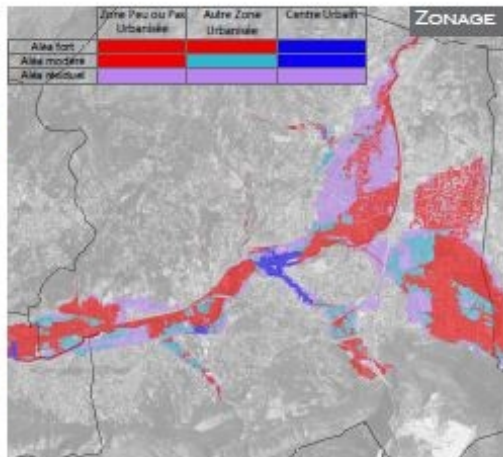 ZONAGE
Zone Peu ou Pas Urbanisée
Autre Zone Urbanisée
Centre Urbain
Aléa fort
Aléa modéré
Aléa résiduel